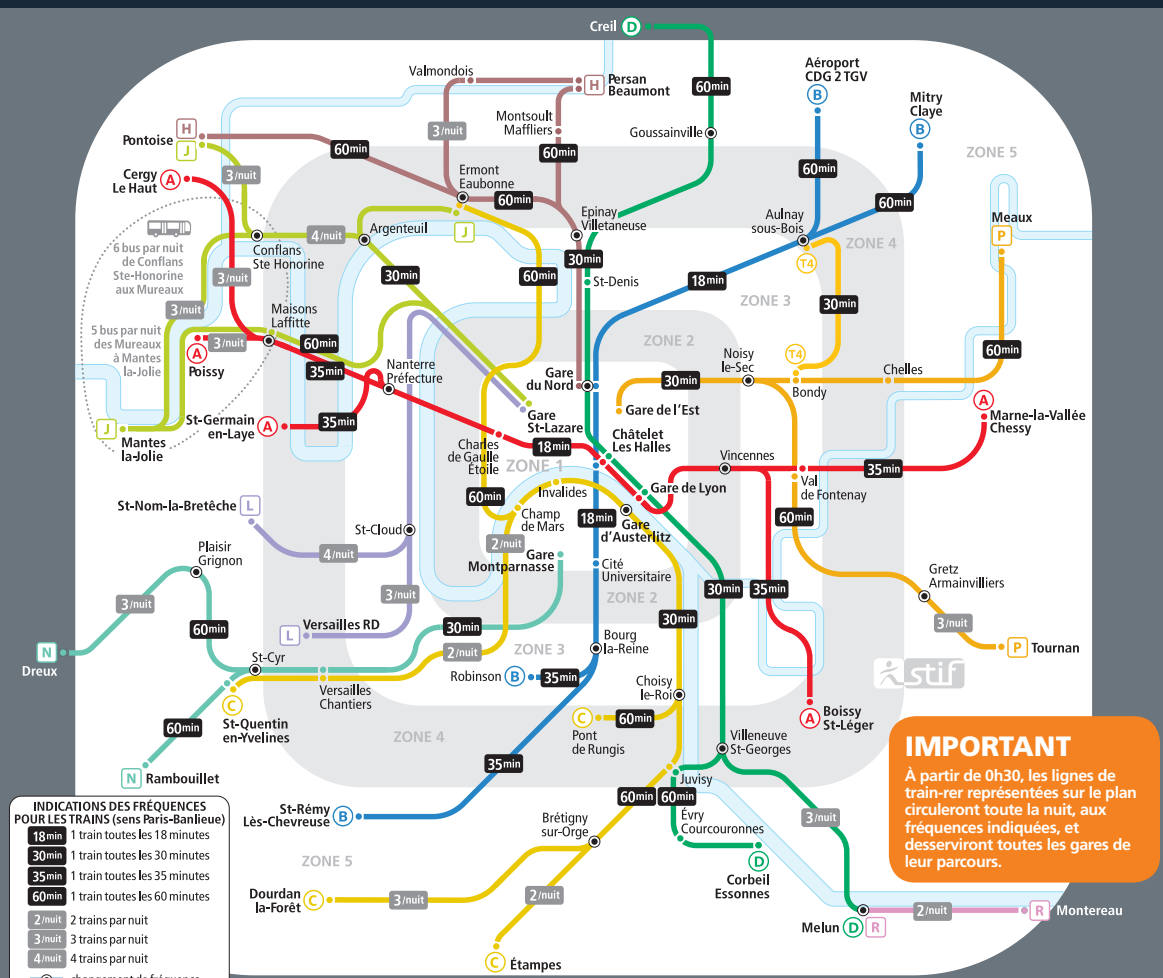 Creil D
60min
Valmondois
H Persan
Beaumont
Aéroport
CDG 2 TGV
B
Mitry
Claye
B
Montsoult
Maffliers
3/nuit
Goussainville
H
Pontoise
J
60min
60min
ZONE 5
3/nuit
Cergy
Le Haut A
Ermont
Eaubonne
60min
60min
60min
Meaux
P
Epinay
Villetaneuse
Aulnay
sous-Bois
ZONE 4
T4
6 bus par nuit
de Conflans
Ste-Honorine
aux Mureaux
4/nuit
Argenteuil
J
Conflans
Ste Honorine
3/nuit
30min
60min
30min
St-Denis
18min
ZONE 3
30min
3/nuit
Maisons
Laffitte
5 bus par nuit
des Mureaux
à Mantes
la-Jolie
3/nuit
A
Poissy
60min
35min
Nanterre
Préfecture
ZONE 2
Noisy
le-Sec
T4
Bondy
Chelles
60min
Gare
du Nord
30min
Gare de l'Est
J
Mantes
la-Jolie
St-Germain
en-Laye A
35min
Gare
St-Lazare
A
Marne-la-Vallée
Chessy
Charles
de Gaulle
Étoile
18min
Châtelet
Les Halles
Vincennes
35min
Val
de Fontenay
ZONE 1
Invalides
Gare de Lyon
60min
Champ
de Mars
18min
Gare
d'Austerlitz
60min
St-Nom-la-Bretêche L
St-Cloud
2/nuit
4/nuit
Gare
Montparnasse
Cité
Universitaire
Plaisir
Grignon
Gretz
Armainvilliers
3/nuit
3/nuit
ZONE 2
30min
35min
3/nuit
60min
L Versailles RD
30min
30min
N
Dreux
2/nuit
ZONE 3
Bourg
la-Reine
P Tournan
St-Cyr
Versailles
Chantiers
Robinson B
35min
stif
C
St-Quentin
en-Yvelines
Choisy
le-Roi
60min
C
Pont
de Rungis
60min
A Boissy
St-Léger
ZONE 4
Villeneuve
St-Georges
N Rambouillet
35min
Juvisy
60min
60min
IMPORTANT
À partir de 0h30, les lignes de
train-rer représentées sur le plan
circuleront toute la nuit, aux
fréquences indiquées, et
desserviront toutes les gares de
leur parcours.
St-Rémy
Lès-Chevreuse B
Brétigny
sur-Orge
Évry
Courcouronnes
3/nuit
ZONE 5
D
Corbeil
Essonnes
Dourdan
la-Forêt C
3/nuit
2/nuit
2/nuit
R Montereau
Melun D R
C Étampes
INDICATIONS DES FRÉQUENCES
POUR LES TRAINS (sens Paris-Banlieue)
18min 1 train toutes les 18 minutes
30min 1 train toutes les 30 minutes
35min 1 train toutes les 35 minutes
60min 1 train toutes les 60 minutes
2/nuit 2 trains par nuit
3/nuit 3 trains par nuit
4/nuit 4 trains par nuit
changement de fréquence